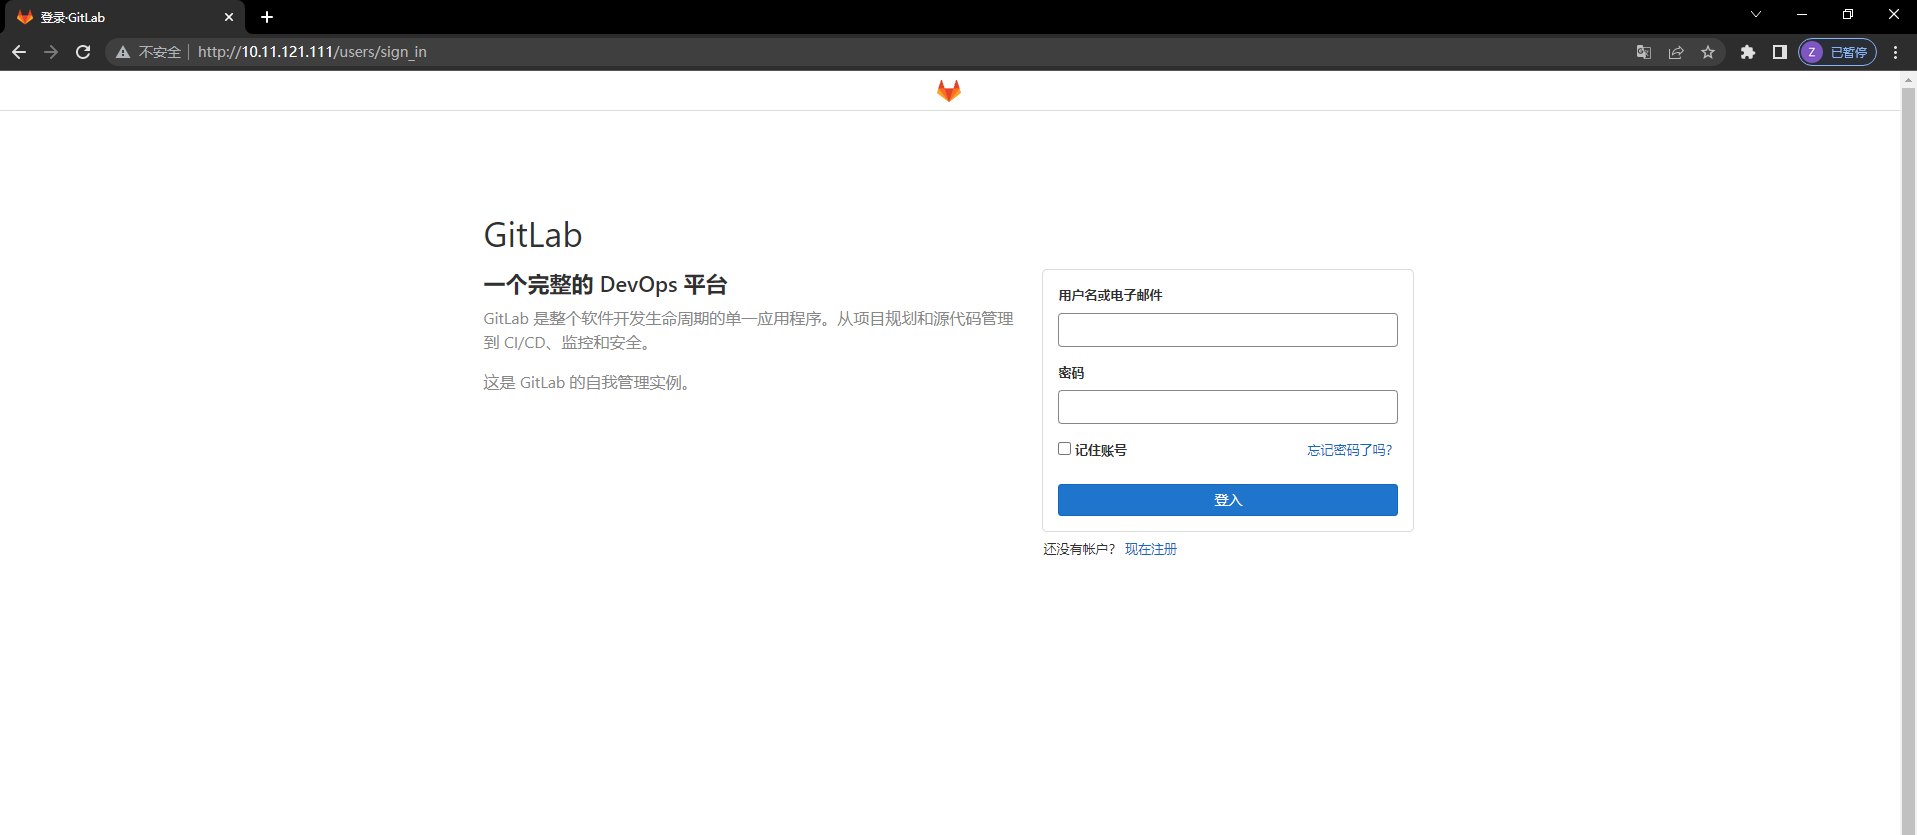 登录·GitLab
不安全 http://10.11.121.111/users/sign_in
Z 已暂停
GitLab
一个完整的 DevOps 平台
GitLab 是整个软件开发生命周期的单一应用程序。从项目规划和源代码管理
到 CI/CD、监控和安全。
这是 GitLab 的自我管理实例。
用户名或电子邮件
密码
记住账号 忘记密码了吗?
登入
还没有帐户? 现在注册